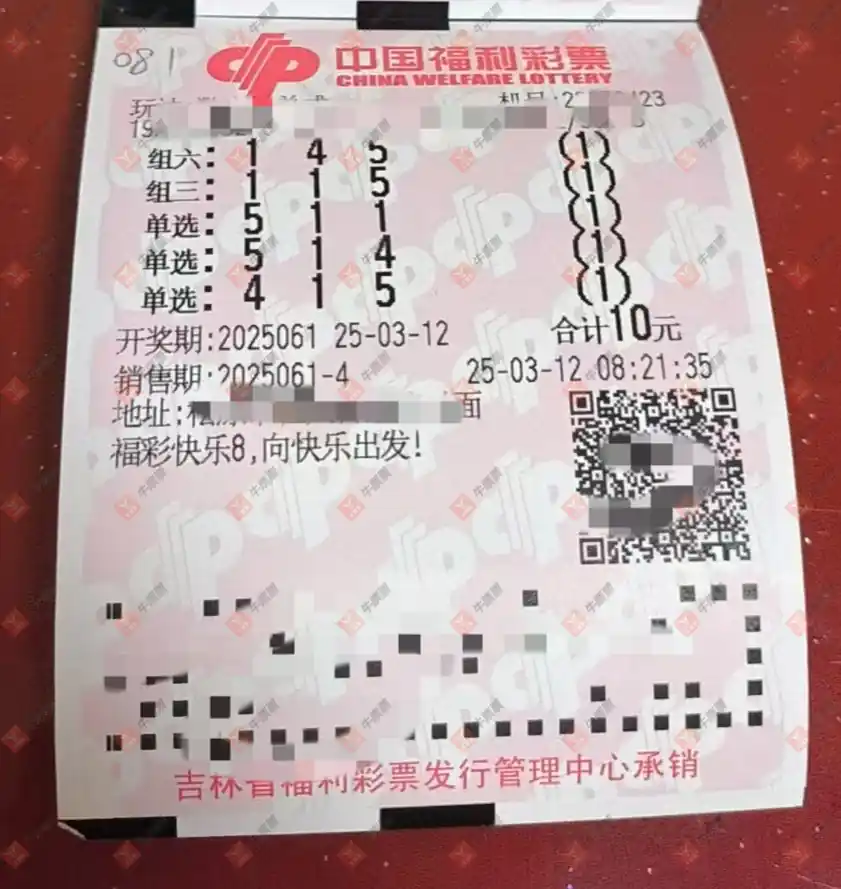 081
中国福利彩票
CHINA WELFARE LOTTERY
组六: 1 4 5 (1)
组三: 1 1 5 (1)
单选: 5 1 1 (1)
单选: 5 1 4 (1)
单选: 4 1 5 (1)
开奖期:2025061 25-03-12 合计10元
销售期:2025061-4 25-03-12 08:21:35
地址: 面
福彩快乐8,向快乐出发!
吉林省福利彩票发行管理中心承销